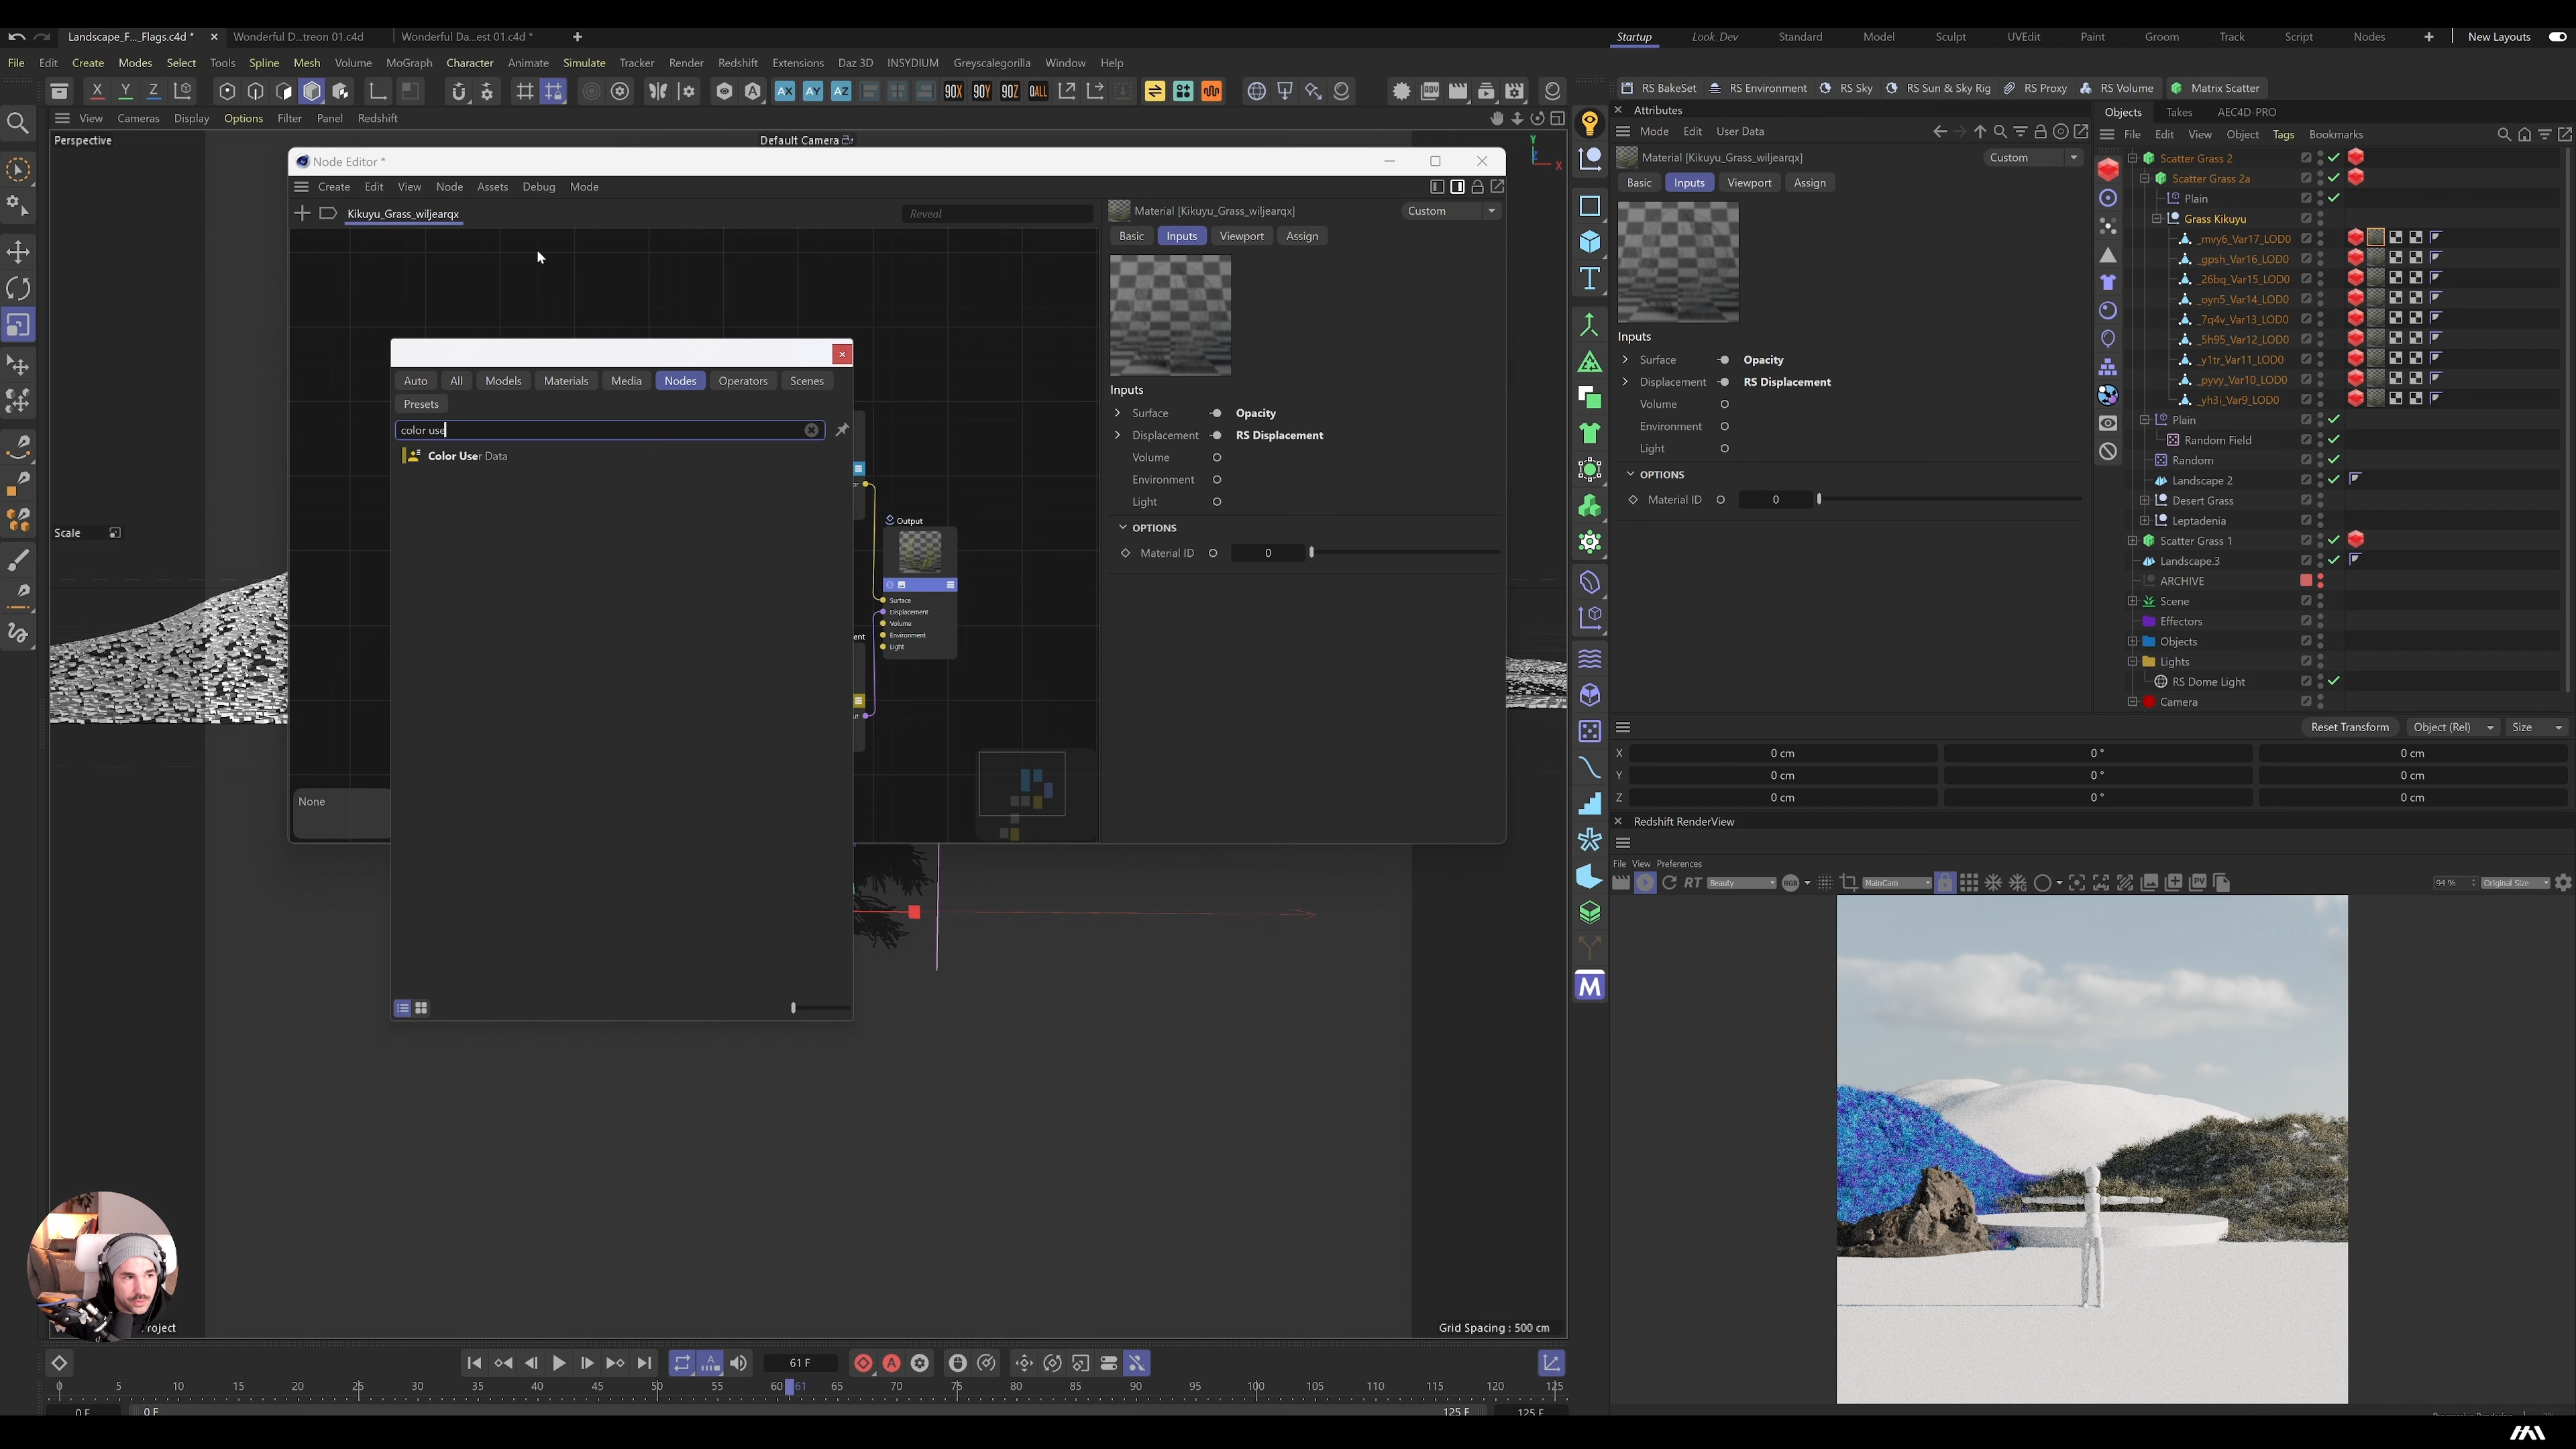 Landscape_F..._Flags.c4d *
Wonderful D...treon 01.c4d
Wonderful Da...est 01.c4d *
Startup
Look_Dev
Standard
Model
Sculpt
UVEdit
Paint
Groom
Track
Script
Nodes
New Layouts
File Edit Create Modes Select Tools Spline Mesh Volume MoGraph Character Animate Simulate Tracker Render Redshift Extensions Daz 3D INSYDIUM Greyscalegorilla Window Help
X Y Z
AX AY AZ
90X 90Y 90Z 0ALL
RS BakeSet RS Environment RS Sky RS Sun & Sky Rig RS Proxy RS Volume Matrix Scatter
View Cameras Display Options Filter Panel Redshift
Perspective
Default Camera
Y
Z
X
Node Editor *
Create Edit View Node Assets Debug Mode
Kikuyu_Grass_wiljearqx
Reveal
Material [Kikuyu_Grass_wiljearqx]
Custom
Basic Inputs Viewport Assign
Inputs
Surface Opacity
Displacement RS Displacement
Volume
Environment
Light
OPTIONS
Material ID 0
Auto All Models Materials Media Nodes Operators Scenes
Presets
color use
Color User Data
Output
Surface
Displacement
Volume
Environment
Light
None
Scale
Grid Spacing : 500 cm
Attributes
Mode Edit User Data
Material [Kikuyu_Grass_wiljearqx]
Custom
Basic Inputs Viewport Assign
Inputs
Surface Opacity
Displacement RS Displacement
Volume
Environment
Light
OPTIONS
Material ID 0
Objects Takes AEC4D-PRO
File Edit View Object Tags Bookmarks
Scatter Grass 2
Scatter Grass 2a
Plain
Grass Kikuyu
_mvy6_Var17_LOD0
_gpsh_Var16_LOD0
_26bq_Var15_LOD0
_oyn5_Var14_LOD0
_7q4v_Var13_LOD0
_5h95_Var12_LOD0
_y1tr_Var11_LOD0
_pyvy_Var10_LOD0
_yh3i_Var9_LOD0
Plain
Random Field
Random
Landscape 2
Desert Grass
Leptadenia
Scatter Grass 1
Landscape.3
ARCHIVE
Scene
Effectors
Objects
Lights
RS Dome Light
Camera
Reset Transform Object (Rel) Size
X 0 cm 0 ° 0 cm
Y 0 cm 0 ° 0 cm
Z 0 cm 0 ° 0 cm
Redshift RenderView
File View Preferences
RT Beauty RGB MainCam PV 94 % Original Size
M
61 F
0 5 10 15 20 25 30 35 40 45 50 55 60 61 65 70 75 80 85 90 95 100 105 110 115 120 125
0 F 0 F 125 F 125 F